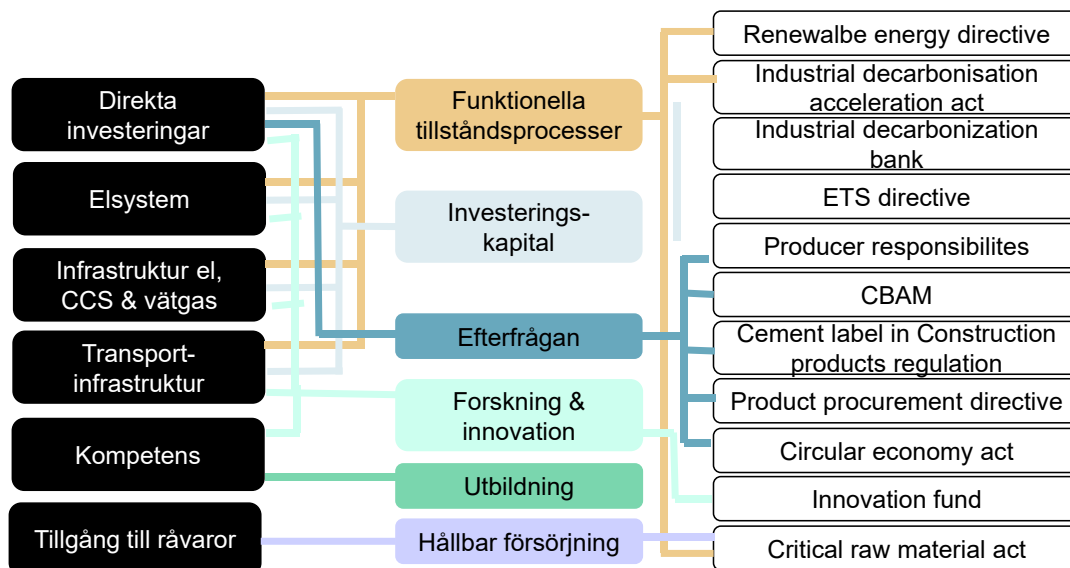 Direkta
investeringar
Elsystem
Infrastruktur el,
CCS & vätgas
Transport-
infrastruktur
Kompetens
Tillgång till råvaror
Funktionella
tillståndsprocesser
Investerings-
kapital
Efterfrågan
Forskning &
innovation
Utbildning
Hållbar försörjning
Renewalbe energy directive
Industrial decarbonisation
acceleration act
Industrial decarbonization
bank
ETS directive
Producer responsibilites
CBAM
Cement label in Construction
products regulation
Product procurement directive
Circular economy act
Innovation fund
Critical raw material act